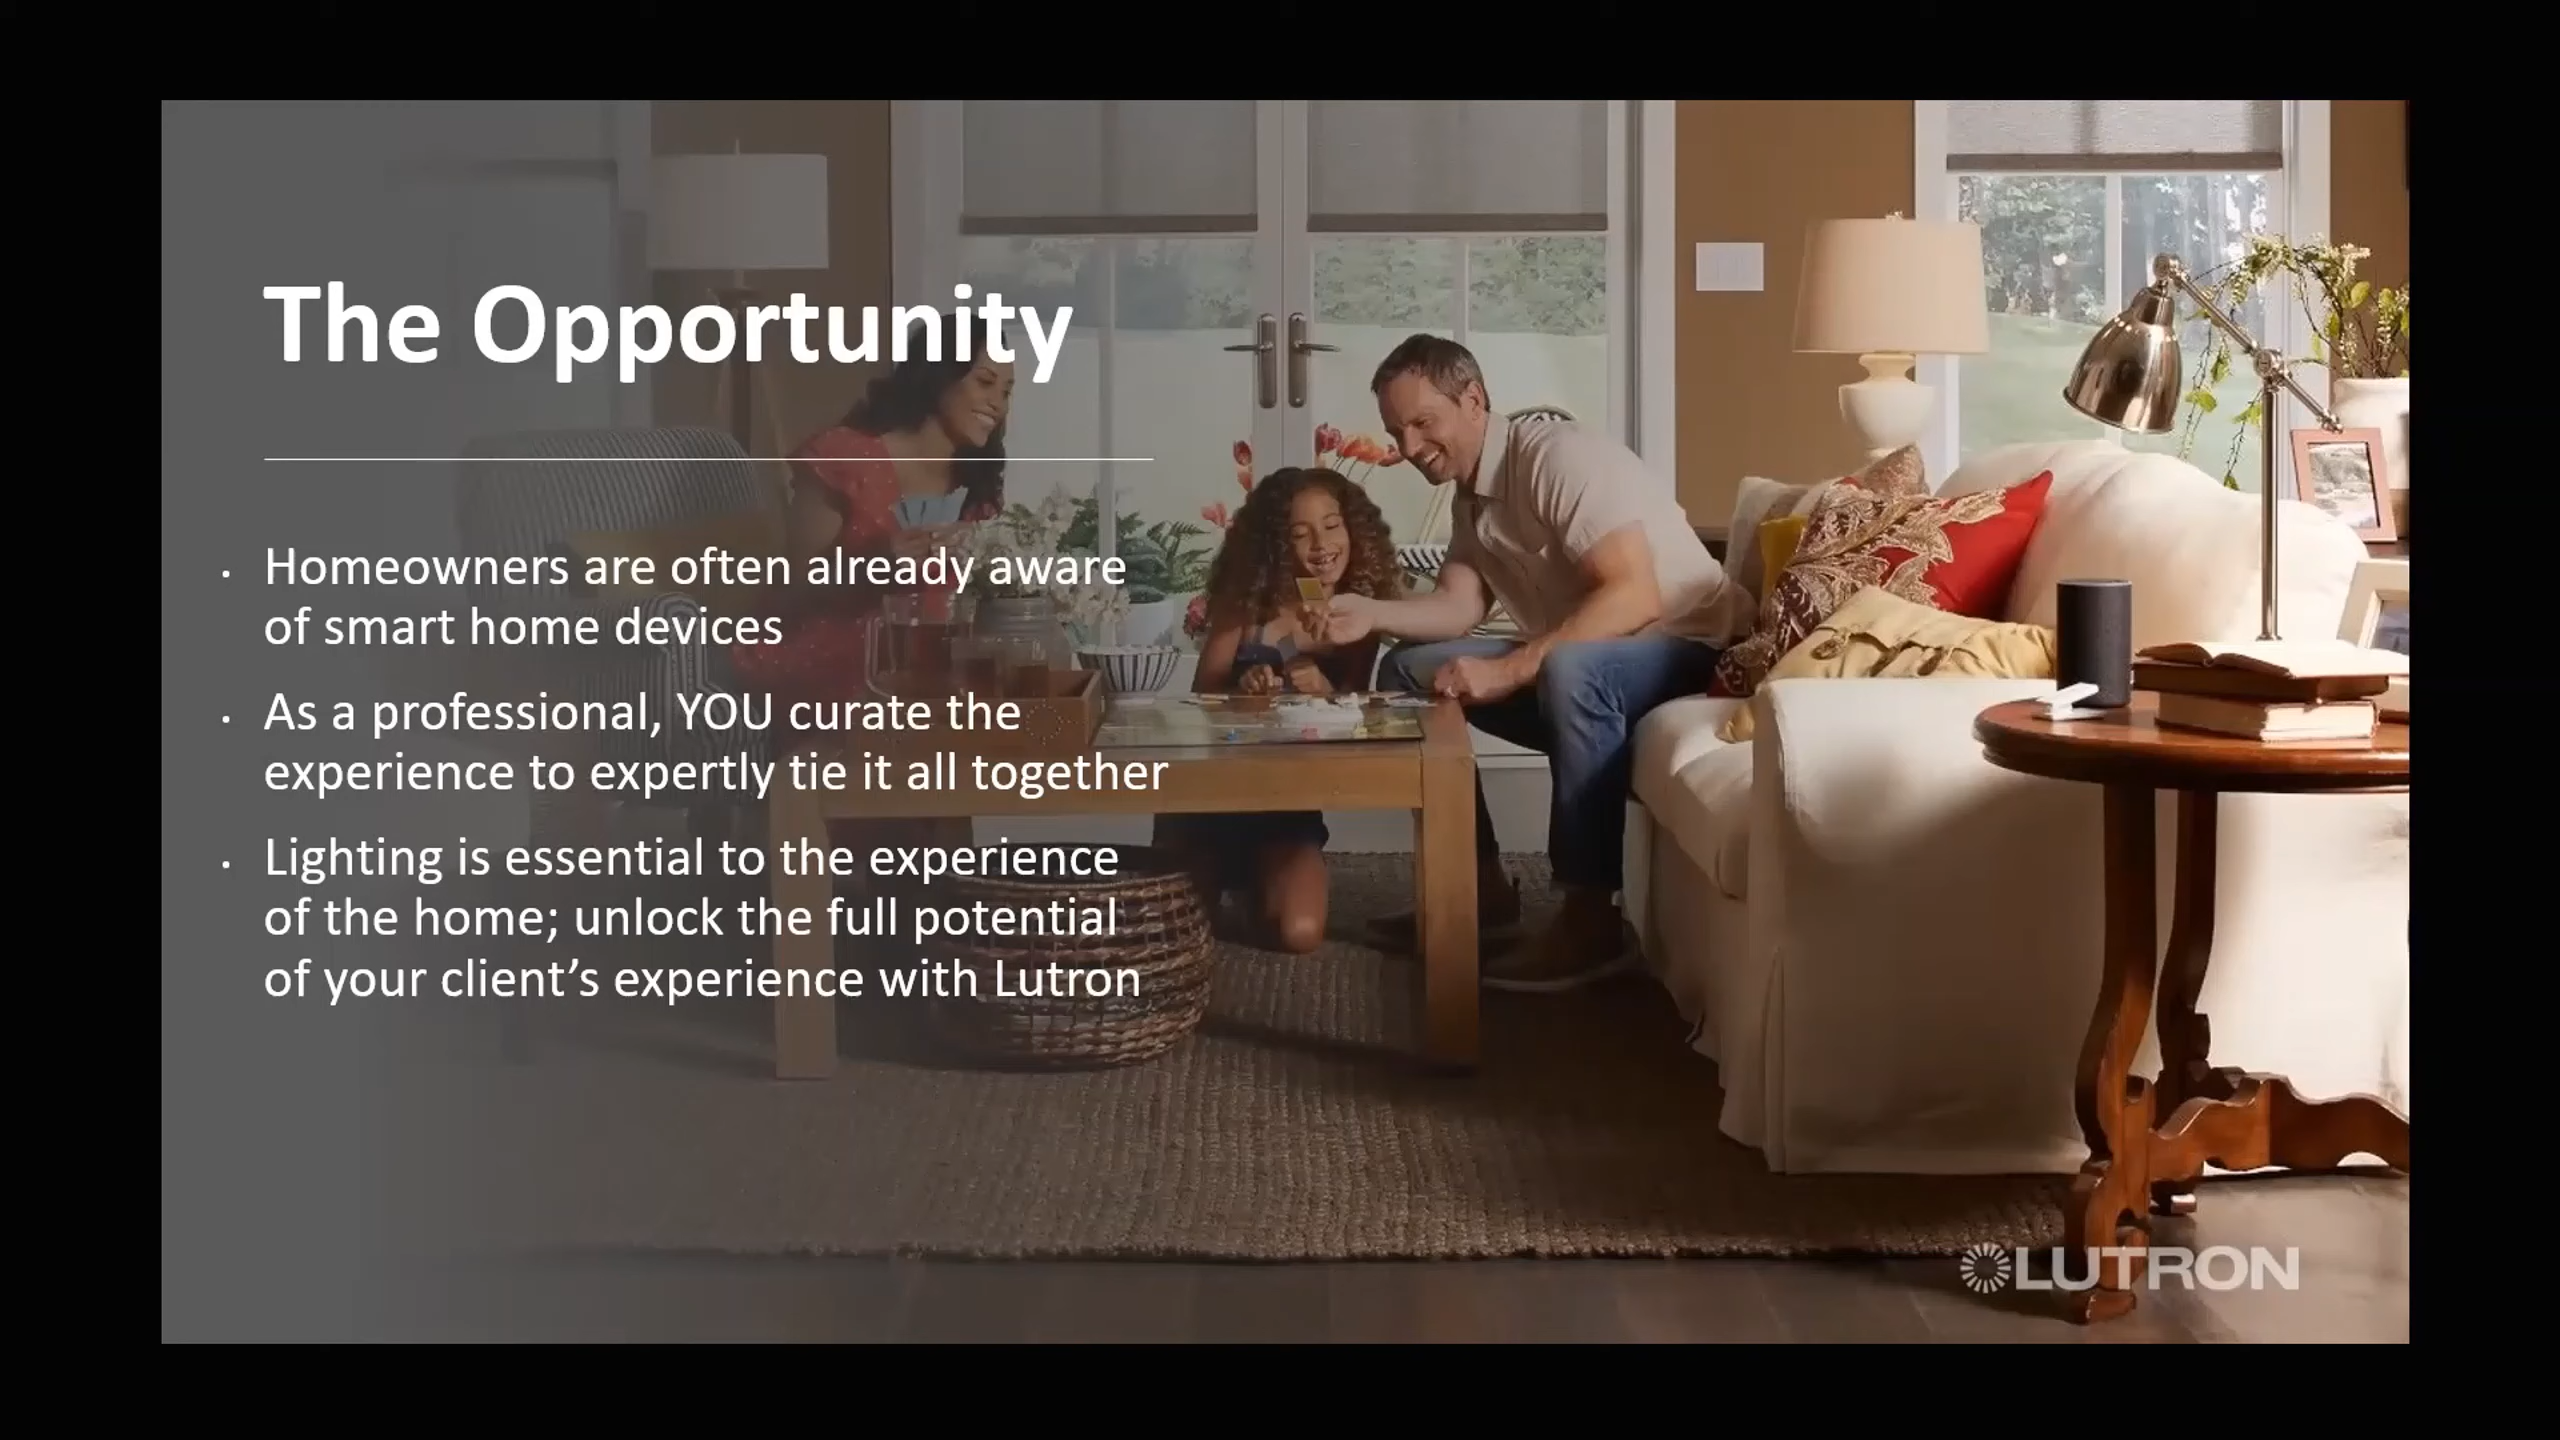 The Opportunity
• Homeowners are often already aware
of smart home devices
• As a professional, YOU curate the
experience to expertly tie it all together
• Lighting is essential to the experience
of the home; unlock the full potential
of your client’s experience with Lutron
LUTRON